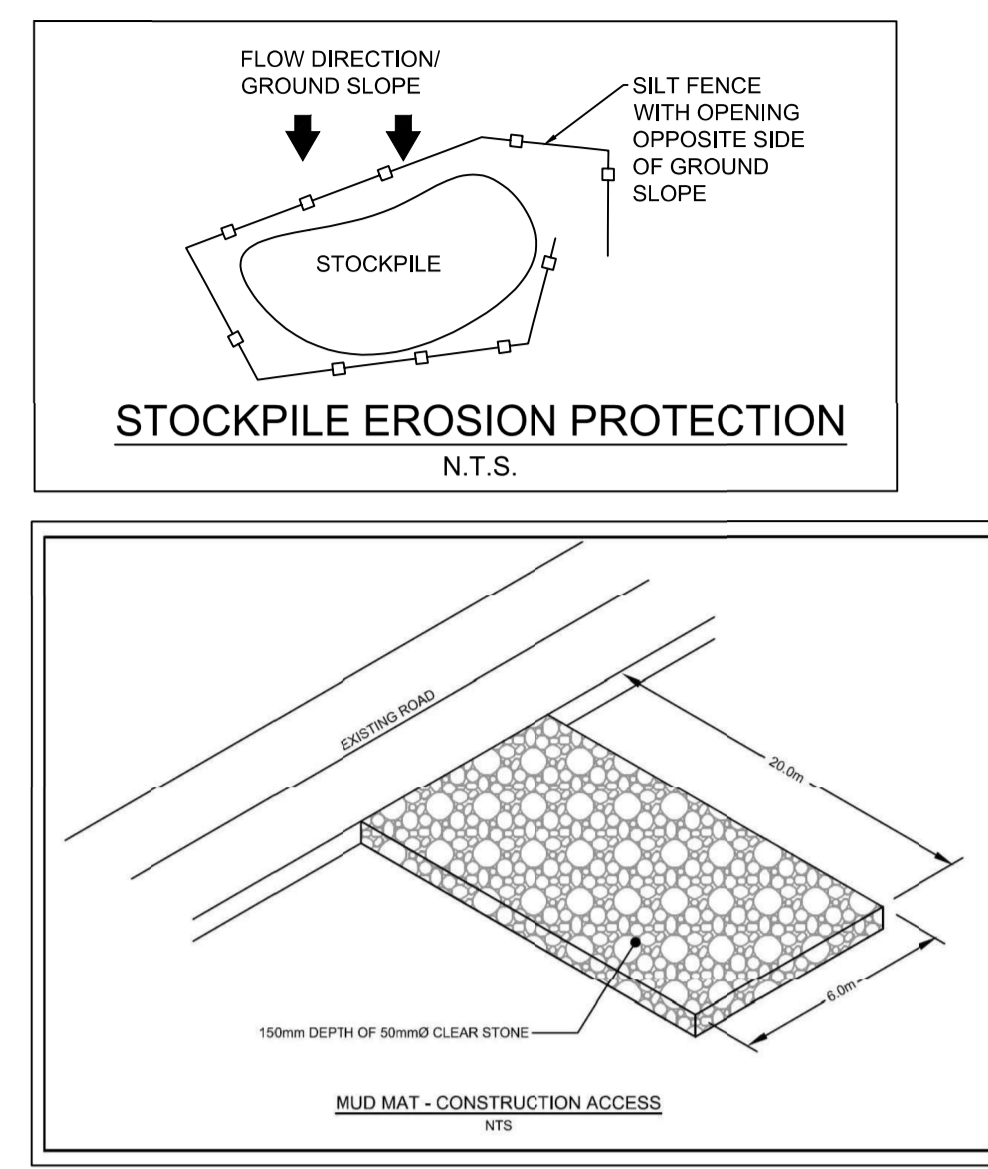 FLOW DIRECTION/
GROUND SLOPE
SILT FENCE
WITH OPENING
OPPOSITE SIDE
OF GROUND
SLOPE
STOCKPILE
STOCKPILE EROSION PROTECTION
N.T.S.
EXISTING ROAD
20.0m
6.0m
150mm DEPTH OF 50mmØ CLEAR STONE
MUD MAT - CONSTRUCTION ACCESS
NTS